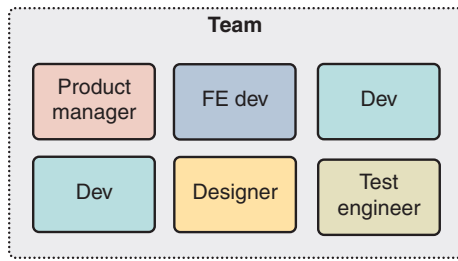 Team
Product
manager
FE dev
Dev
Dev
Designer
Test
engineer